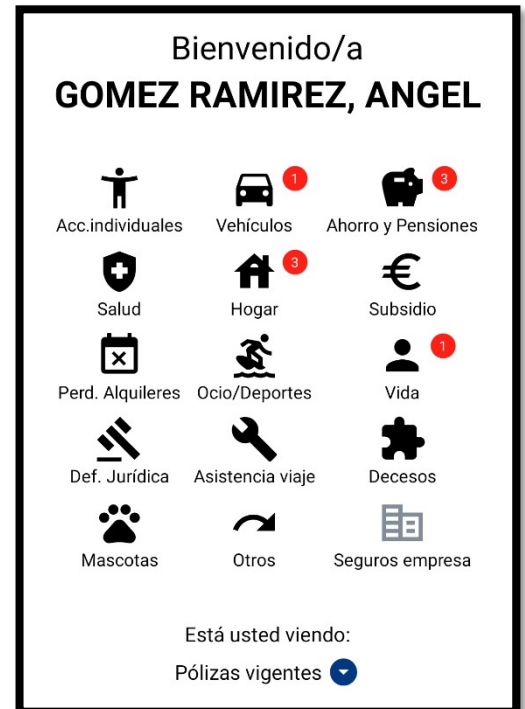 Bienvenido/a
GOMEZ RAMIREZ, ANGEL
1 3
Acc.individuales Vehículos Ahorro y Pensiones
3
Salud Hogar Subsidio
1
Perd. Alquileres Ocio/Deportes Vida
Def. Jurídica Asistencia viaje Decesos
Mascotas Otros Seguros empresa
Está usted viendo:
Pólizas vigentes